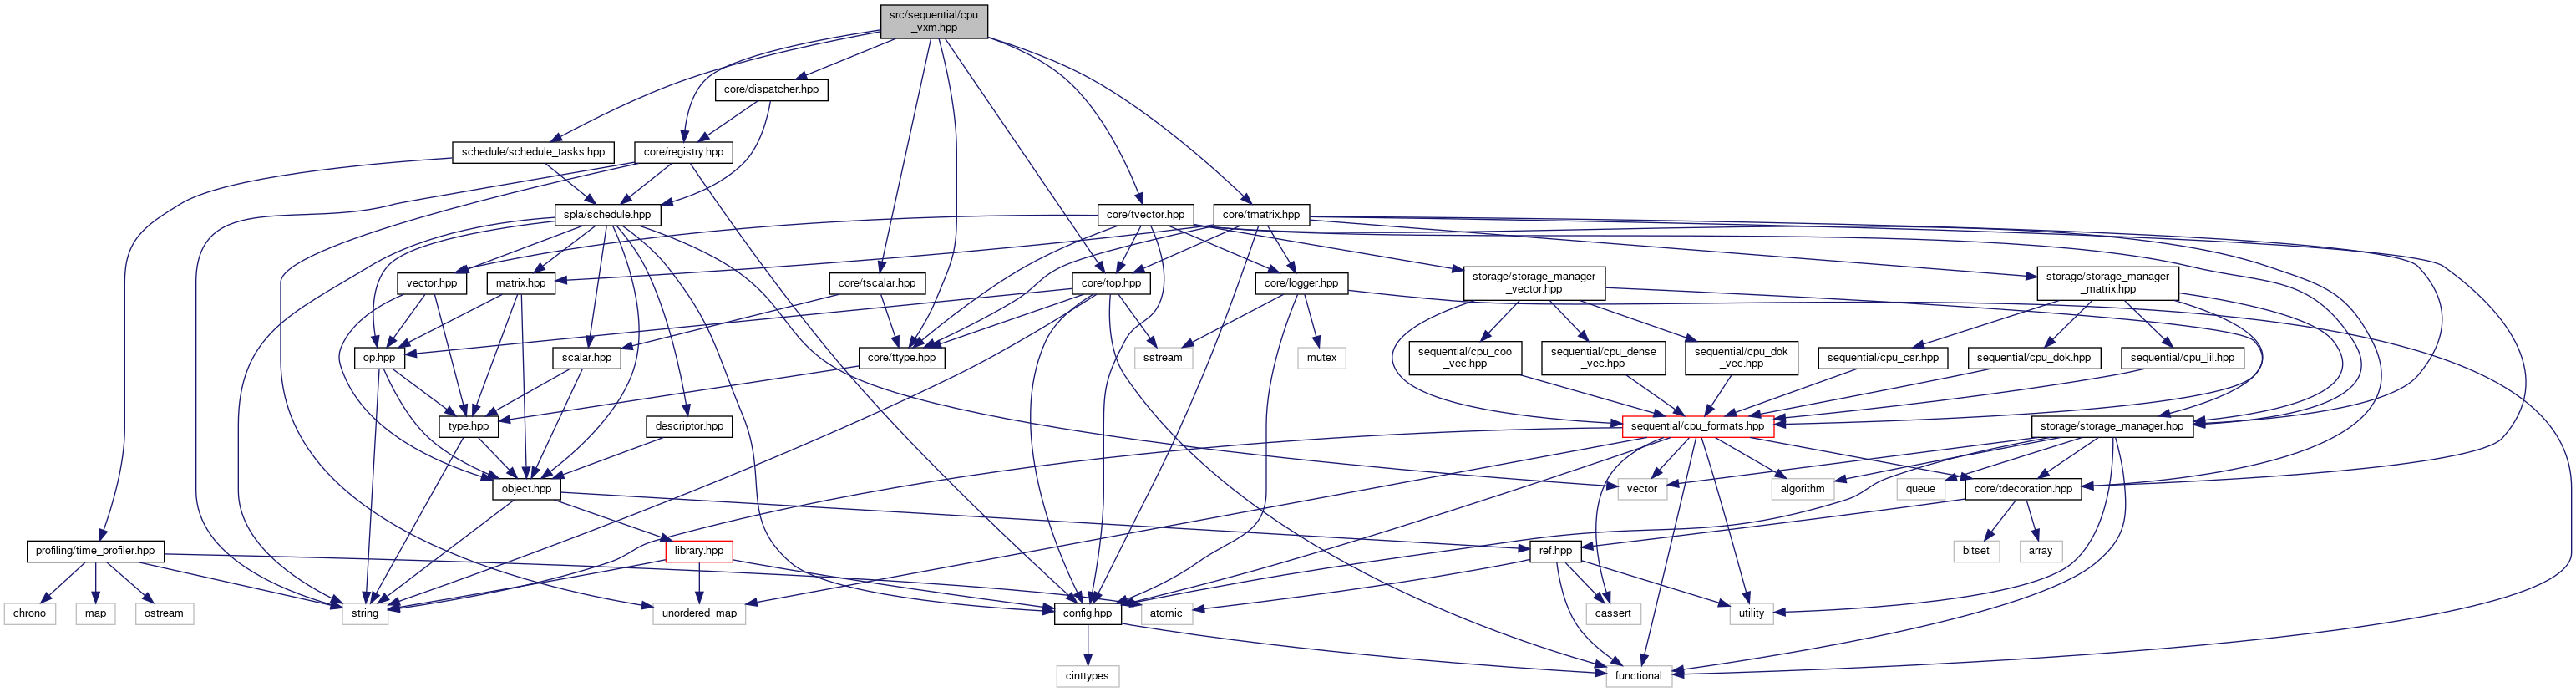 src/sequential/cpu
_vxm.hpp
core/dispatcher.hpp
schedule/schedule_tasks.hpp
core/registry.hpp
spla/schedule.hpp
core/tvector.hpp
core/tmatrix.hpp
vector.hpp
matrix.hpp
core/tscalar.hpp
core/top.hpp
core/logger.hpp
storage/storage_manager
_vector.hpp
storage/storage_manager
_matrix.hpp
op.hpp
scalar.hpp
core/ttype.hpp
sstream
mutex
sequential/cpu_coo
_vec.hpp
sequential/cpu_dense
_vec.hpp
sequential/cpu_dok
_vec.hpp
sequential/cpu_csr.hpp
sequential/cpu_dok.hpp
sequential/cpu_lil.hpp
type.hpp
descriptor.hpp
sequential/cpu_formats.hpp
storage/storage_manager.hpp
object.hpp
vector
algorithm
queue
core/tdecoration.hpp
profiling/time_profiler.hpp
library.hpp
ref.hpp
bitset
array
chrono
map
ostream
string
unordered_map
config.hpp
atomic
cassert
utility
cinttypes
functional